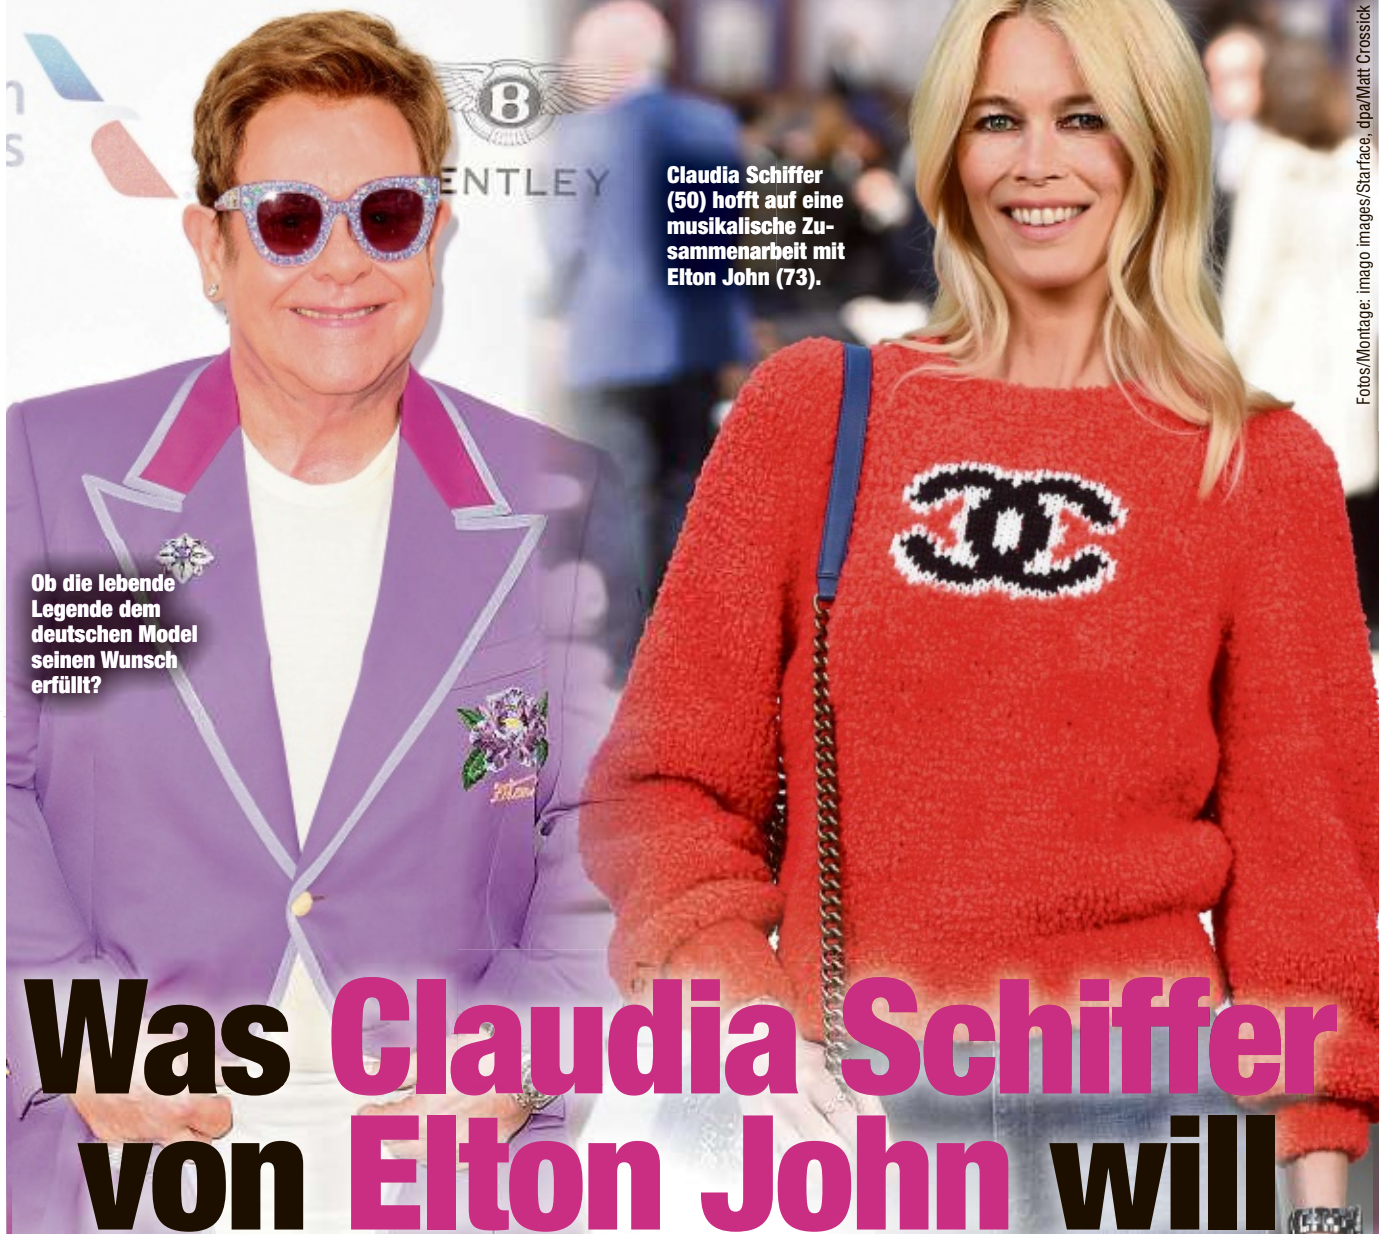 ENTLEY
Claudia Schiffer
(50) hofft auf eine
musikalische Zu-
sammenarbeit mit
Elton John (73).
Fotos/Montage: imago images/Starface, dpa/Matt Crossick
Ob die lebende
Legende dem
deutschen Model
seinen Wunsch
erfüllt?
Was Claudia Schiffer
von Elton John will